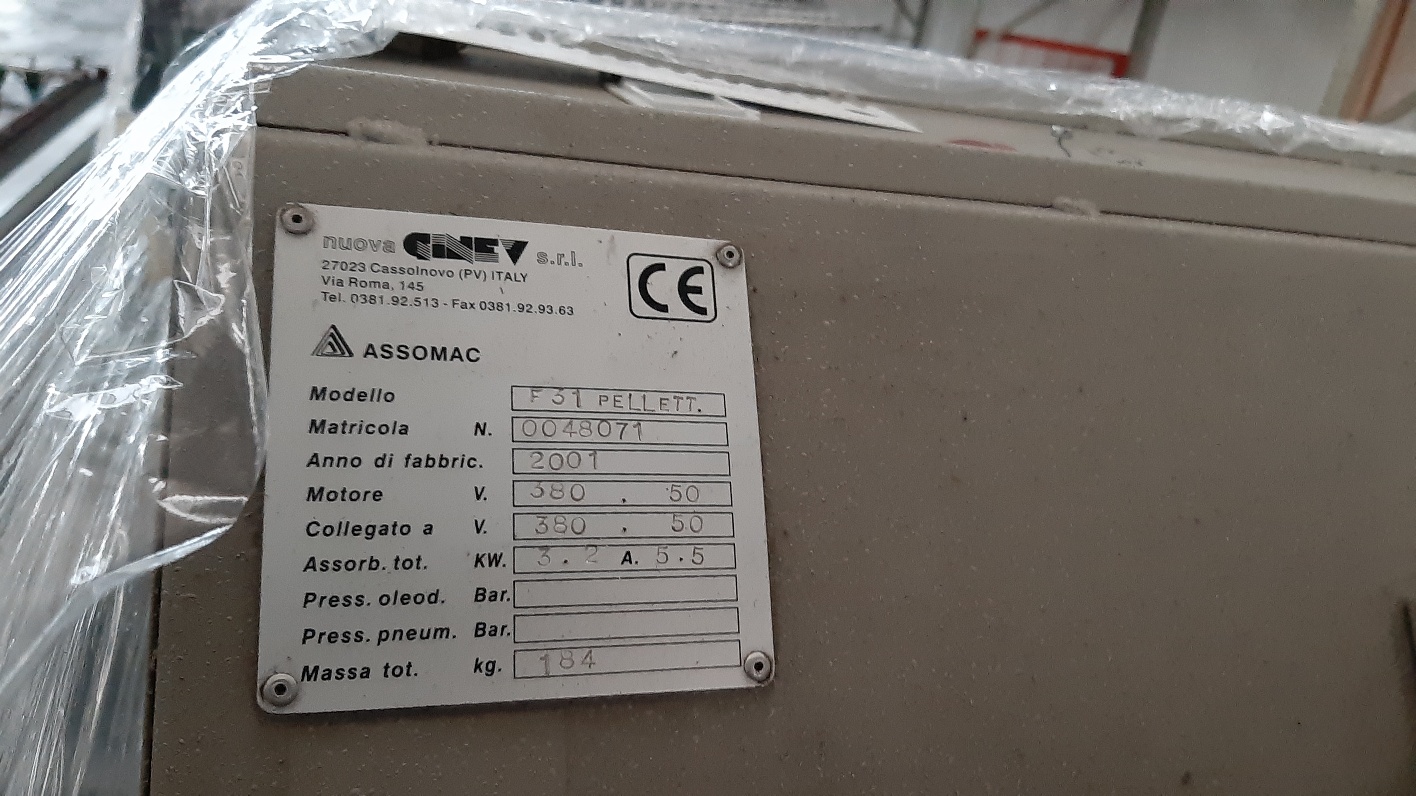 nuova GINEV s.r.l.
27023 Cassolnovo (PV) ITALY
Via Roma, 145
Tel. 0381.92.513 - Fax 0381.92.93.63
CE
ASSOMAC
Modello F31 PELLETT.
Matricola N. 0048071
Anno di fabbric. 2001
Motore V. 380 . 50
Collegato a V. 380 . 50
Assorb. tot. KW. 3.2 A. 5.5
Press. oleod. Bar.
Press. pneum. Bar.
Massa tot. kg. 184